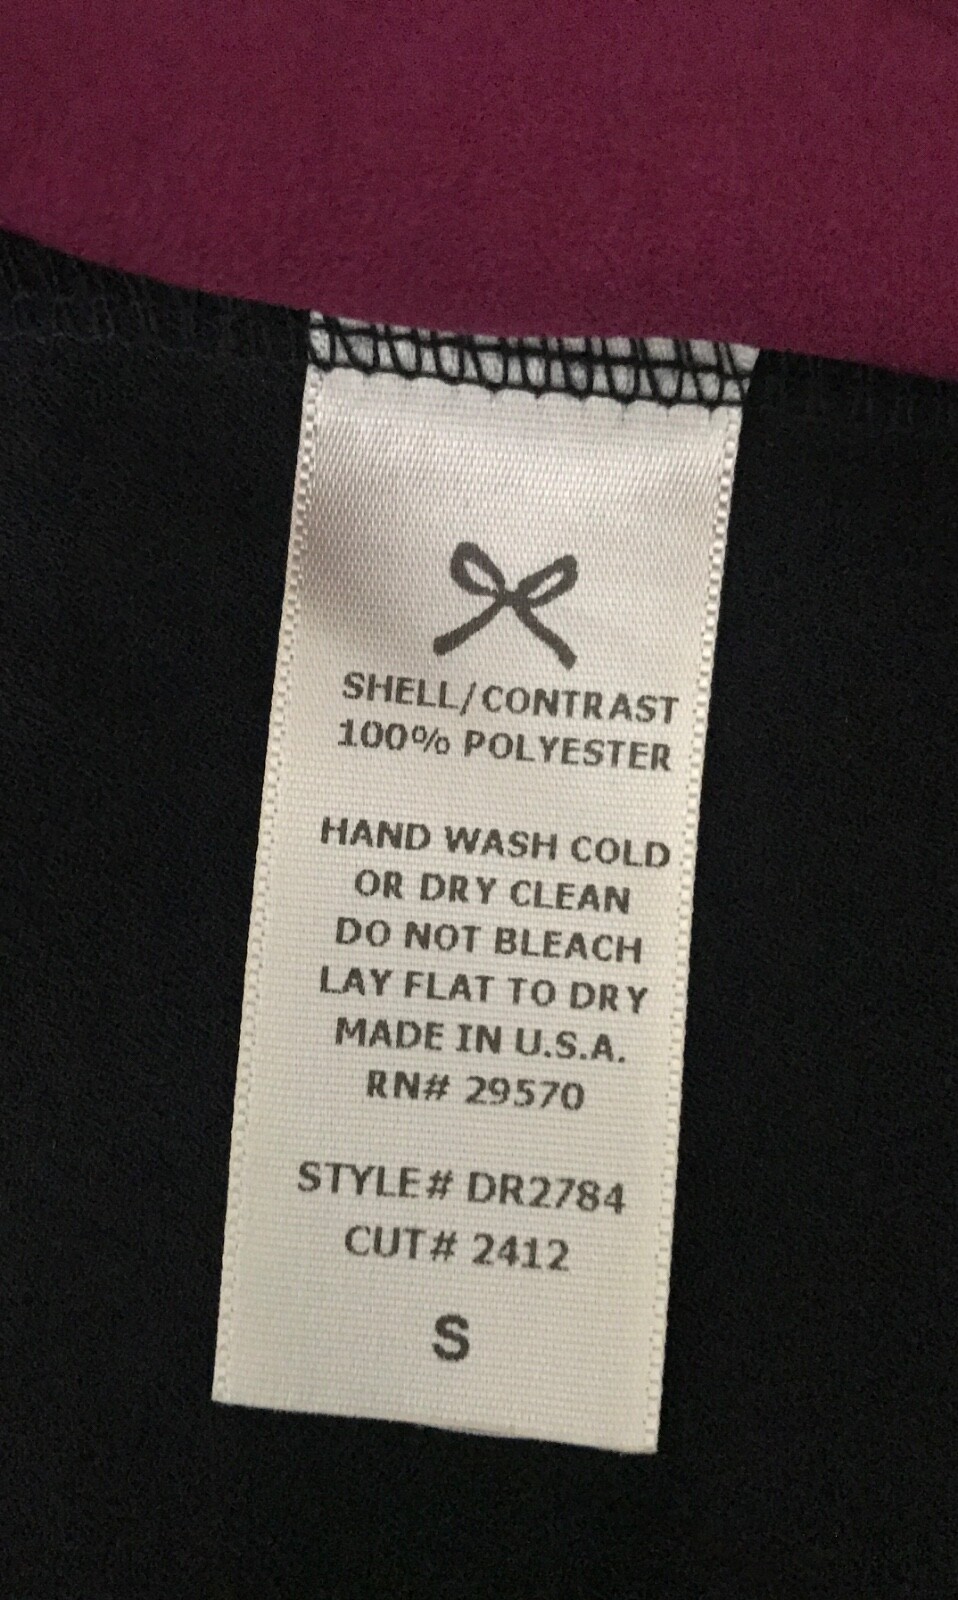 SHELL/CONTRAST
100% POLYESTER
HAND WASH COLD
OR DRY CLEAN
DO NOT BLEACH
LAY FLAT TO DRY
MADE IN U.S.A.
RN# 29570
STYLE# DR2784
CUT# 2412
S